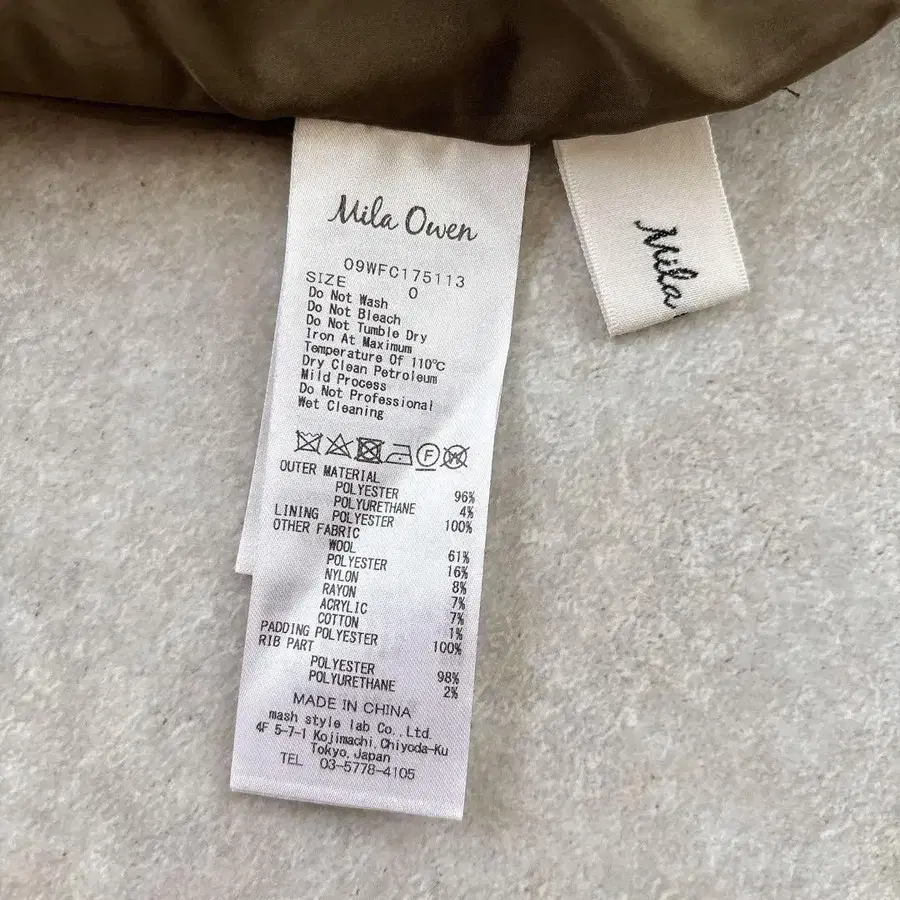 Mila Owen
09WFC175113
SIZE 0
Do Not Wash
Do Not Bleach
Do Not Tumble Dry
Iron At Maximum
Temperature Of 110℃
Dry Clean Petroleum
Mild Process
Do Not Professional
Wet Cleaning
F W
OUTER MATERIAL
POLYESTER 96%
POLYURETHANE 4%
LINING POLYESTER 100%
OTHER FABRIC
WOOL 61%
POLYESTER 16%
NYLON 8%
RAYON 7%
ACRYLIC 7%
COTTON 1%
PADDING POLYESTER 100%
RIB PART
POLYESTER 98%
POLYURETHANE 2%
MADE IN CHINA
mash style lab Co.,Ltd.
4F 5-7-1 Kojimachi,Chiyoda-Ku
Tokyo,Japan
TEL 03-5778-4105
Mila